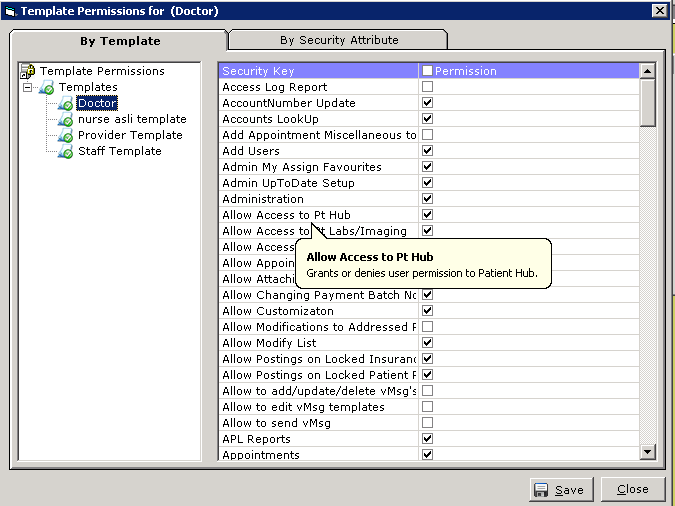 Template Permissions for (Doctor)
By Template
By Security Attribute
Template Permissions
Templates
Doctor
nurse asli template
Provider Template
Staff Template
Security Key Permission
Access Log Report
AccountNumber Update
Accounts LookUp
Add Appointment Miscellaneous to
Add Users
Admin My Assign Favourites
Admin UpToDate Setup
Administration
Allow Access to Pt Hub
Allow Access to Pt Labs/Imaging
Allow Access
Allow Appoin
Allow Attachi
Allow Access to Pt Hub
Grants or denies user permission to Patient Hub.
Allow Changing Payment Batch No
Allow Customizaton
Allow Modifications to Addressed
Allow Modify List
Allow Postings on Locked Insuranc
Allow Postings on Locked Patient
Allow to add/update/delete vMsg's
Allow to edit vMsg templates
Allow to send vMsg
APL Reports
Appointments
Save
Close